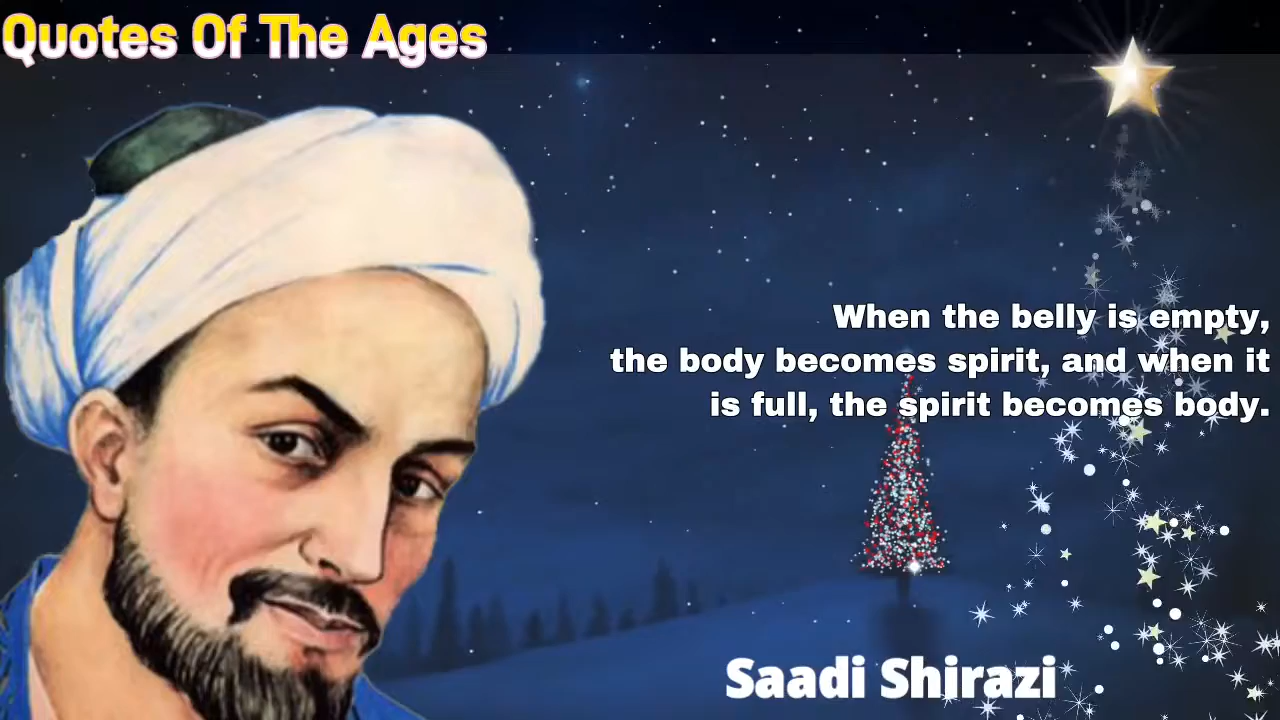 Quotes Of The Ages
When the belly is empty,
the body becomes spirit, and when it
is full, the spirit becomes body.
Saadi Shirazi